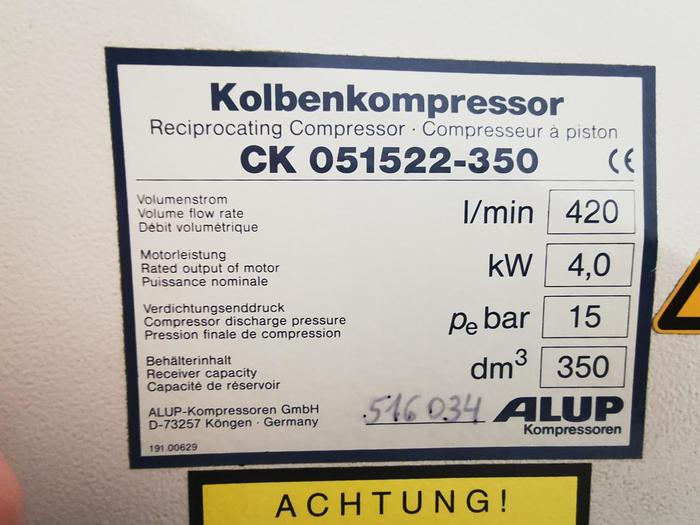 Kolbenkompressor
Reciprocating Compressor · Compresseur à piston
CK 051522-350 CE
Volumenstrom
Volume flow rate
Débit volumétrique
l/min 420
Motorleistung
Rated output of motor
Puissance nominale
kW 4,0
Verdichtungsenddruck
Compressor discharge pressure
Pression finale de compression
pe bar 15
Behälterinhalt
Receiver capacity
Capacité de réservoir
dm³ 350
ALUP-Kompressoren GmbH
D-73257 Köngen · Germany
516 034
ALUP
Kompressoren
191.00629
ACHTUNG!